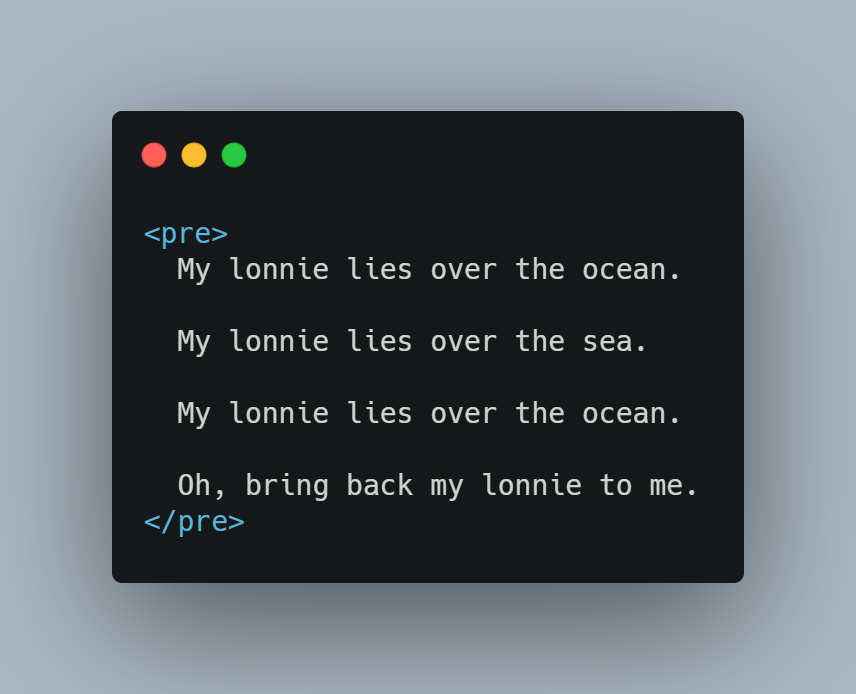 <pre>
  My lonnie lies over the ocean.
  My lonnie lies over the sea.
  My lonnie lies over the ocean.
  Oh, bring back my lonnie to me.
</pre>